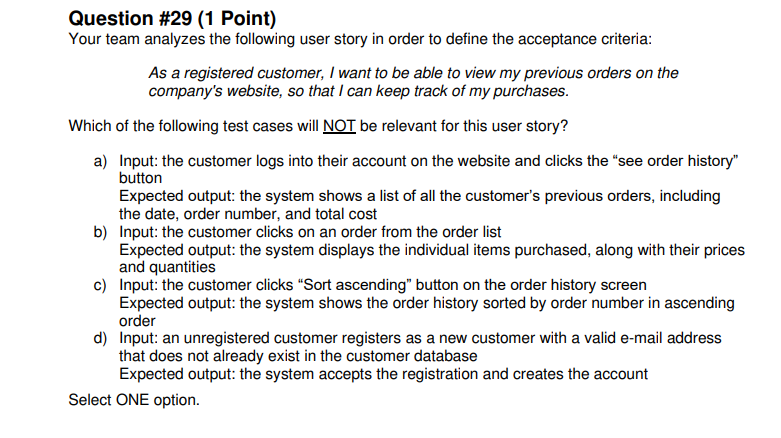 Question #29 (1 Point)
Your team analyzes the following user story in order to define the acceptance criteria:
As a registered customer, I want to be able to view my previous orders on the
company's website, so that I can keep track of my purchases.
Which of the following test cases will NOT be relevant for this user story?
a) Input: the customer logs into their account on the website and clicks the “see order history”
button
Expected output: the system shows a list of all the customer’s previous orders, including
the date, order number, and total cost
b) Input: the customer clicks on an order from the order list
Expected output: the system displays the individual items purchased, along with their prices
and quantities
c) Input: the customer clicks “Sort ascending” button on the order history screen
Expected output: the system shows the order history sorted by order number in ascending
order
d) Input: an unregistered customer registers as a new customer with a valid e-mail address
that does not already exist in the customer database
Expected output: the system accepts the registration and creates the account
Select ONE option.